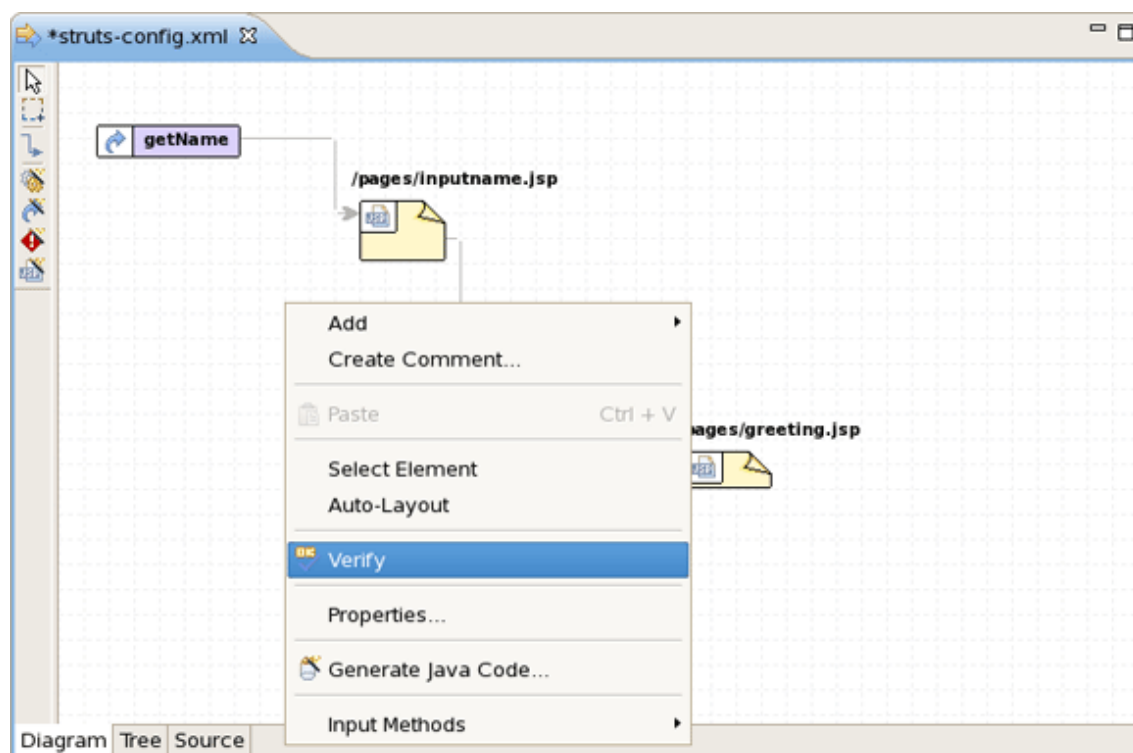 *struts-config.xml
getName
/pages/inputname.jsp
Add
Create Comment...
Paste Ctrl + V
ages/greeting.jsp
Select Element
Auto-Layout
Verify
Properties...
Generate Java Code...
Input Methods
Diagram Tree Source